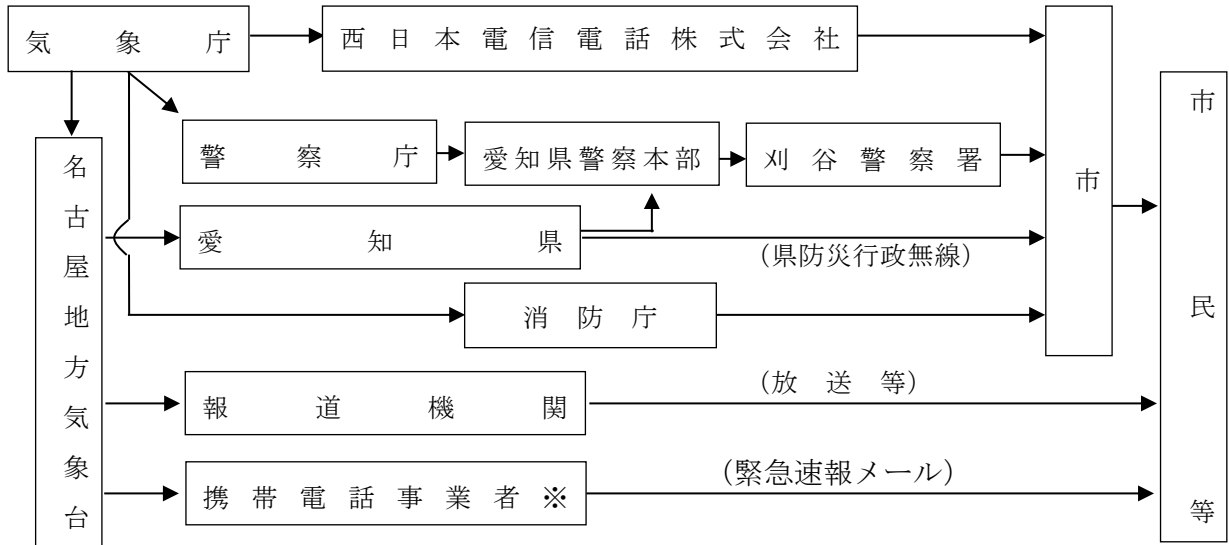 気象庁
西日本電信電話株式会社
警察庁
愛知県警察本部
刈谷警察署
市
市民等
名古屋地方気象台
愛知県
(県防災行政無線)
消防庁
報道機関
(放送等)
携帯電話事業者※
(緊急速報メール)